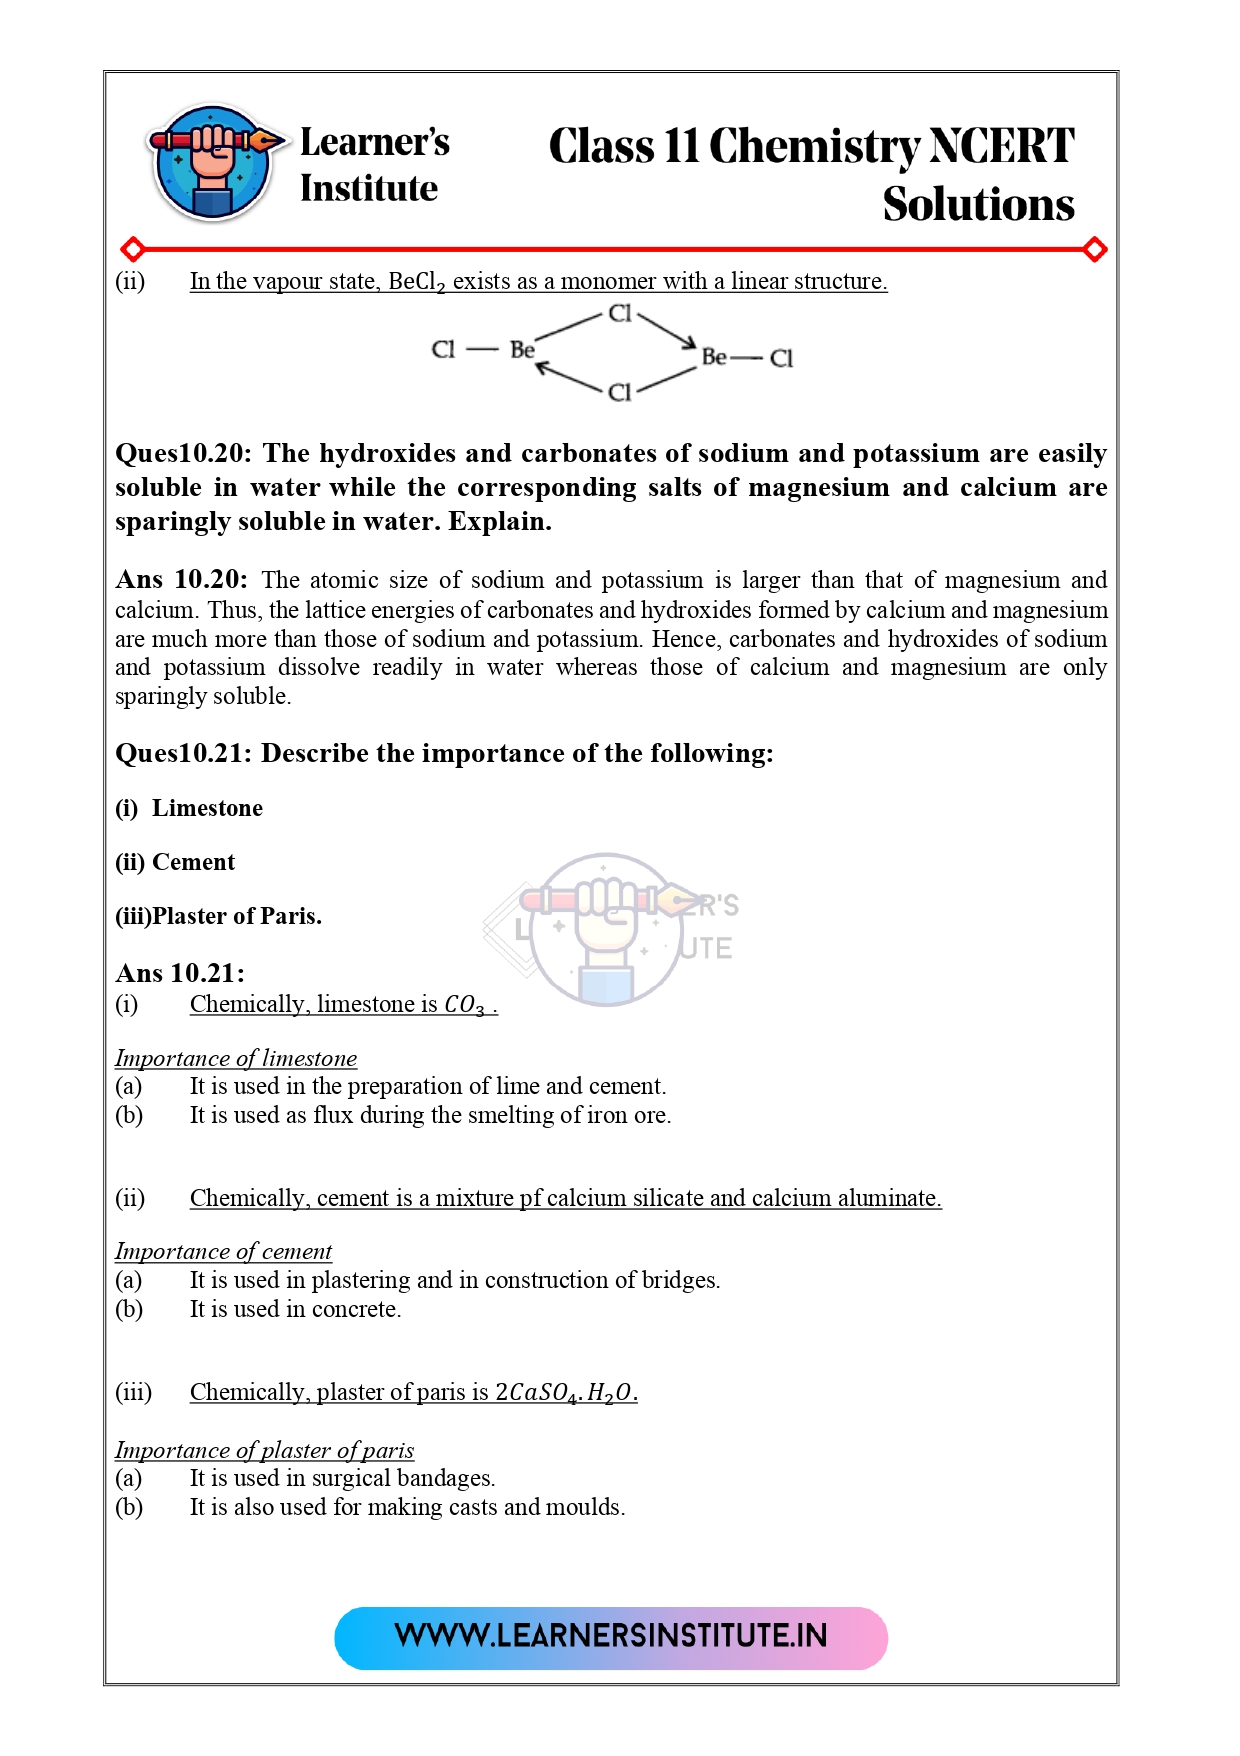 Learner's
Institute
Class 11 Chemistry NCERT
Solutions
(ii) In the vapour state, BeCl₂ exists as a monomer with a linear structure.
Cl
Cl — Be
Be — Cl
Cl
Ques10.20: The hydroxides and carbonates of sodium and potassium are easily
soluble in water while the corresponding salts of magnesium and calcium are
sparingly soluble in water. Explain.
Ans 10.20: The atomic size of sodium and potassium is larger than that of magnesium and
calcium. Thus, the lattice energies of carbonates and hydroxides formed by calcium and magnesium
are much more than those of sodium and potassium. Hence, carbonates and hydroxides of sodium
and potassium dissolve readily in water whereas those of calcium and magnesium are only
sparingly soluble.
Ques10.21: Describe the importance of the following:
(i) Limestone
(ii) Cement
(iii)Plaster of Paris.
L ER'S
UTE
Ans 10.21:
(i) Chemically, limestone is CO₃ .
Importance of limestone
(a) It is used in the preparation of lime and cement.
(b) It is used as flux during the smelting of iron ore.
(ii) Chemically, cement is a mixture pf calcium silicate and calcium aluminate.
Importance of cement
(a) It is used in plastering and in construction of bridges.
(b) It is used in concrete.
(iii) Chemically, plaster of paris is 2CaSO₄.H₂O.
Importance of plaster of paris
(a) It is used in surgical bandages.
(b) It is also used for making casts and moulds.
WWW.LEARNERSINSTITUTE.IN